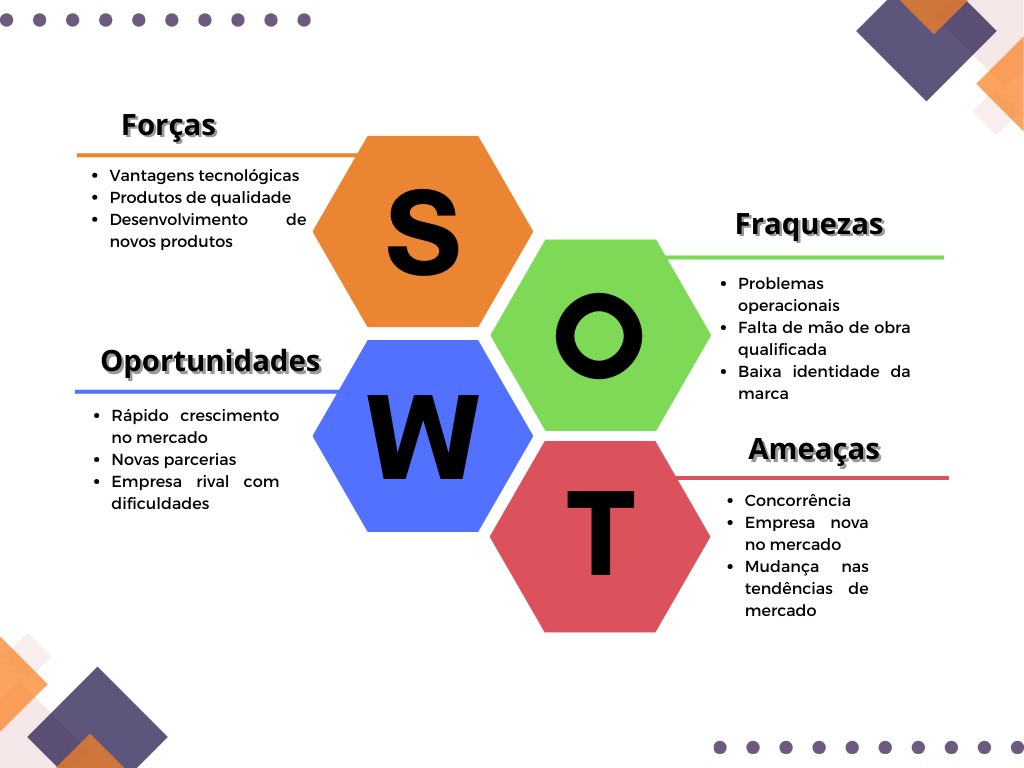 Forças
• Vantagens tecnológicas
• Produtos de qualidade
• Desenvolvimento de
novos produtos
S
Fraquezas
• Problemas
operacionais
• Falta de mão de obra
qualificada
• Baixa identidade da
marca
O
Oportunidades
• Rápido crescimento
no mercado
• Novas parcerias
• Empresa rival com
dificuldades
W
Ameaças
• Concorrência
• Empresa nova
no mercado
• Mudança nas
tendências de
mercado
T